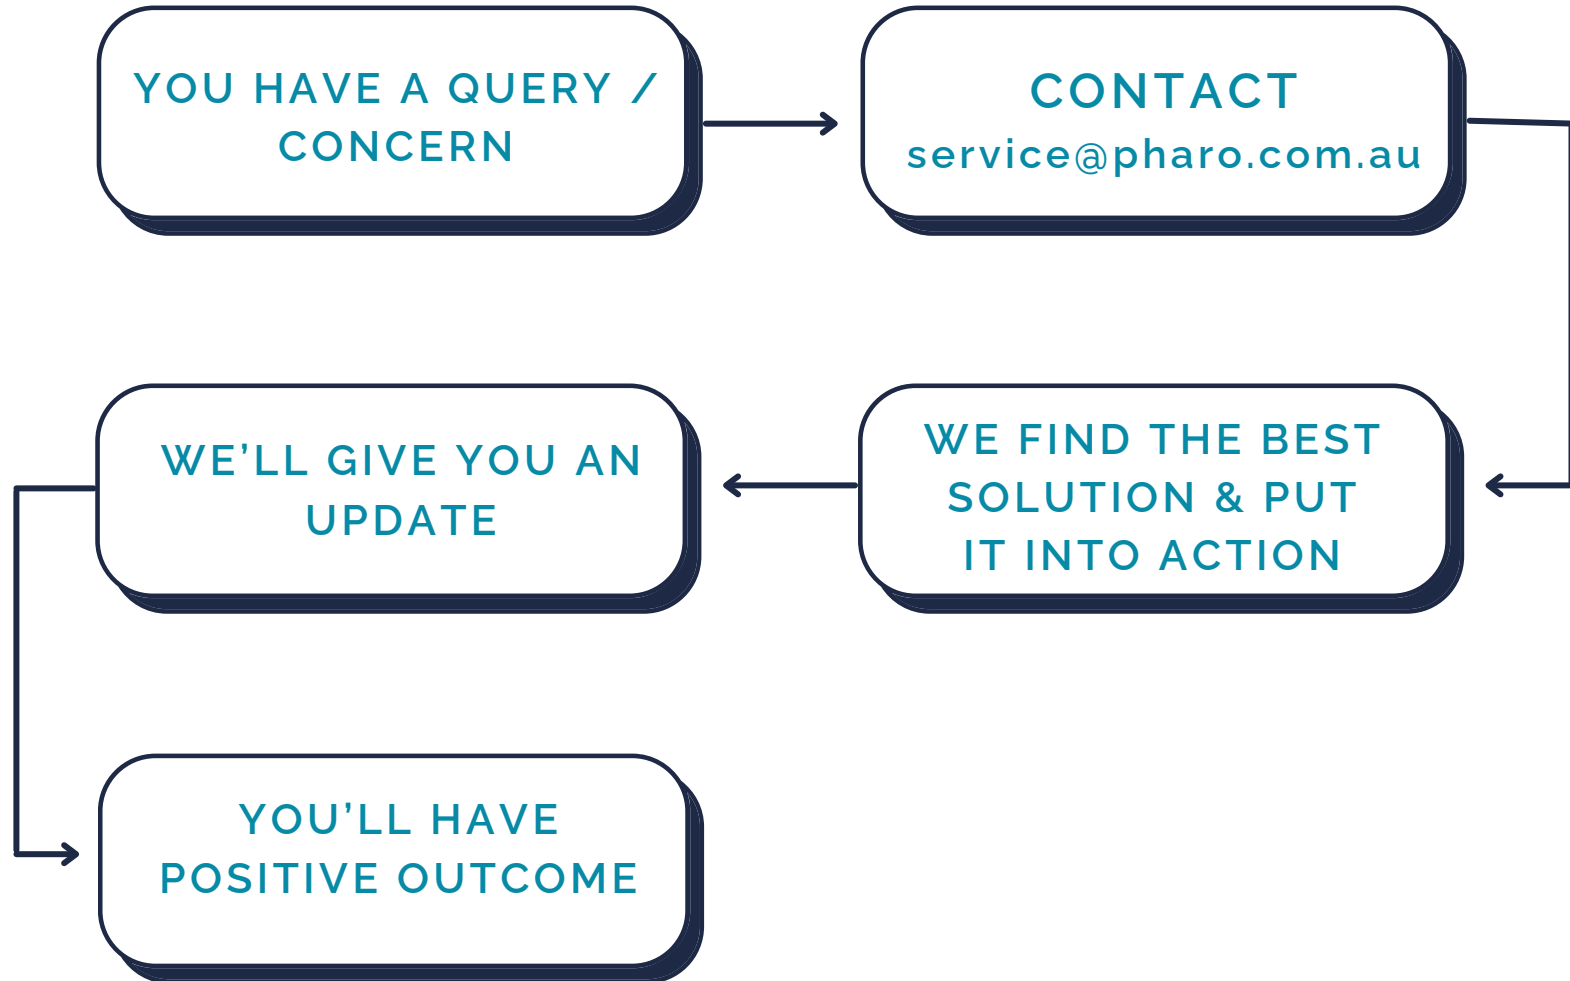 YOU HAVE A QUERY /
CONCERN
CONTACT
service@pharo.com.au
WE FIND THE BEST
SOLUTION & PUT
IT INTO ACTION
WE’LL GIVE YOU AN
UPDATE
YOU’LL HAVE
POSITIVE OUTCOME